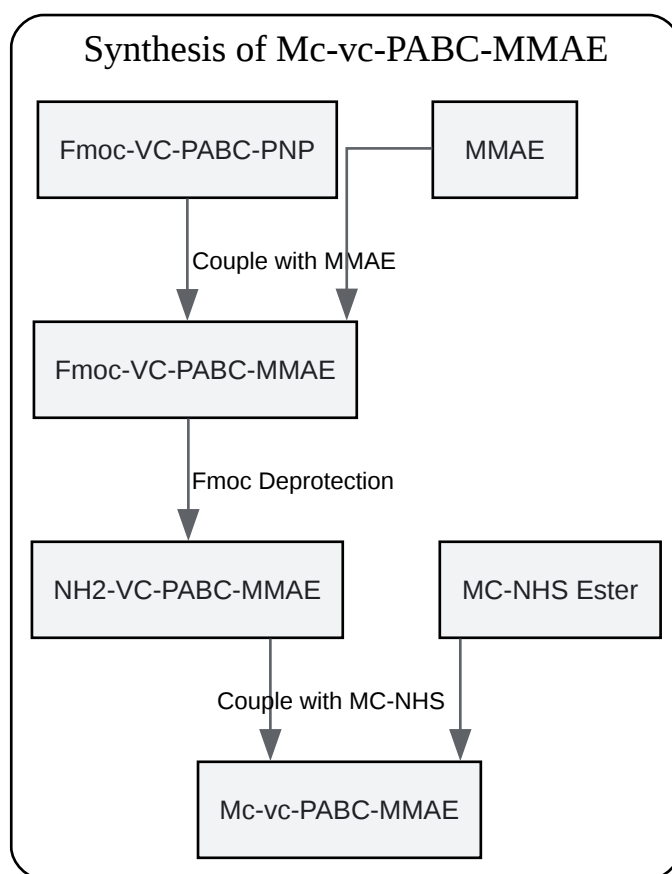 Synthesis of Mc-vc-PABC-MMAE
Fmoc-VC-PABC-PNP
MMAE
Couple with MMAE
Fmoc-VC-PABC-MMAE
Fmoc Deprotection
NH2-VC-PABC-MMAE
MC-NHS Ester
Couple with MC-NHS
Mc-vc-PABC-MMAE